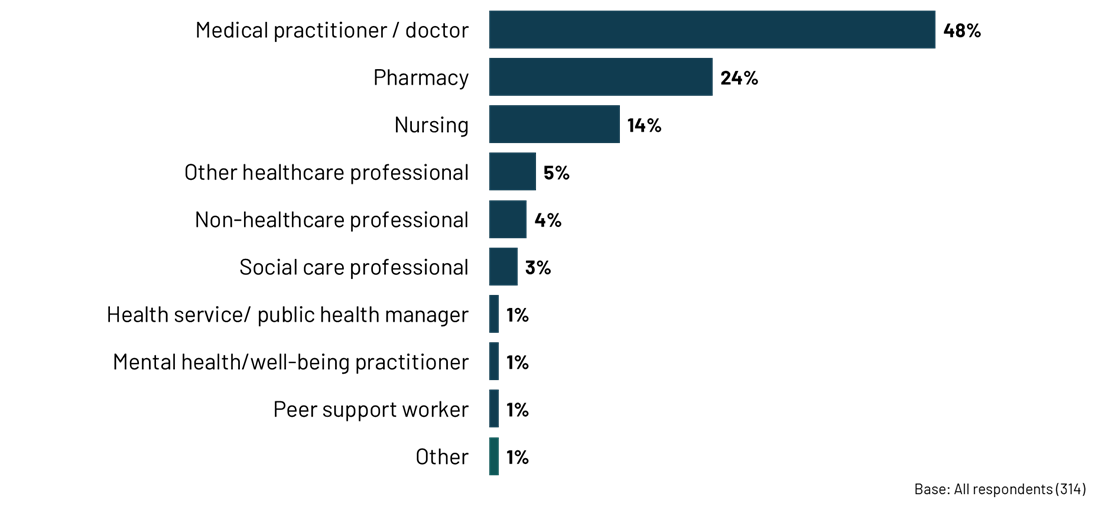 Medical practitioner / doctor 48%
Pharmacy 24%
Nursing 14%
Other healthcare professional 5%
Non-healthcare professional 4%
Social care professional 3%
Health service/ public health manager 1%
Mental health/well-being practitioner 1%
Peer support worker 1%
Other 1%
Base: All respondents (314)